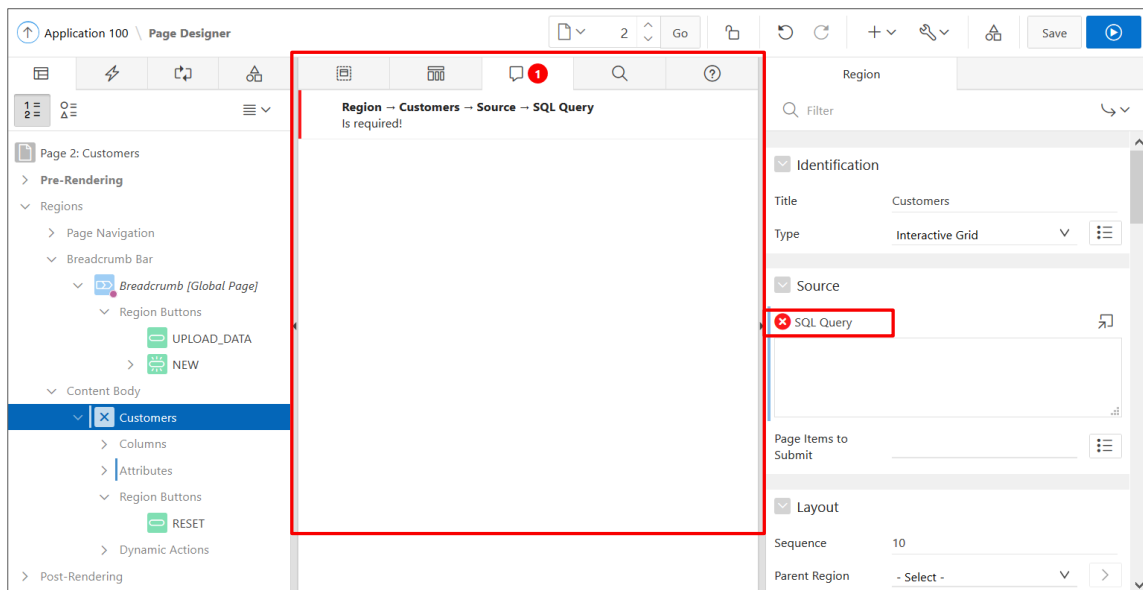 Application 100 \ Page Designer
2
Go
Save
1
Region
Region → Customers → Source → SQL Query
Is required!
Filter
Page 2: Customers
Pre-Rendering
Regions
Page Navigation
Breadcrumb Bar
Breadcrumb [Global Page]
Region Buttons
UPLOAD_DATA
NEW
Content Body
Customers
Columns
Attributes
Region Buttons
RESET
Dynamic Actions
Post-Rendering
Identification
Title Customers
Type Interactive Grid
Source
SQL Query
Page Items to
Submit
Layout
Sequence 10
Parent Region - Select -